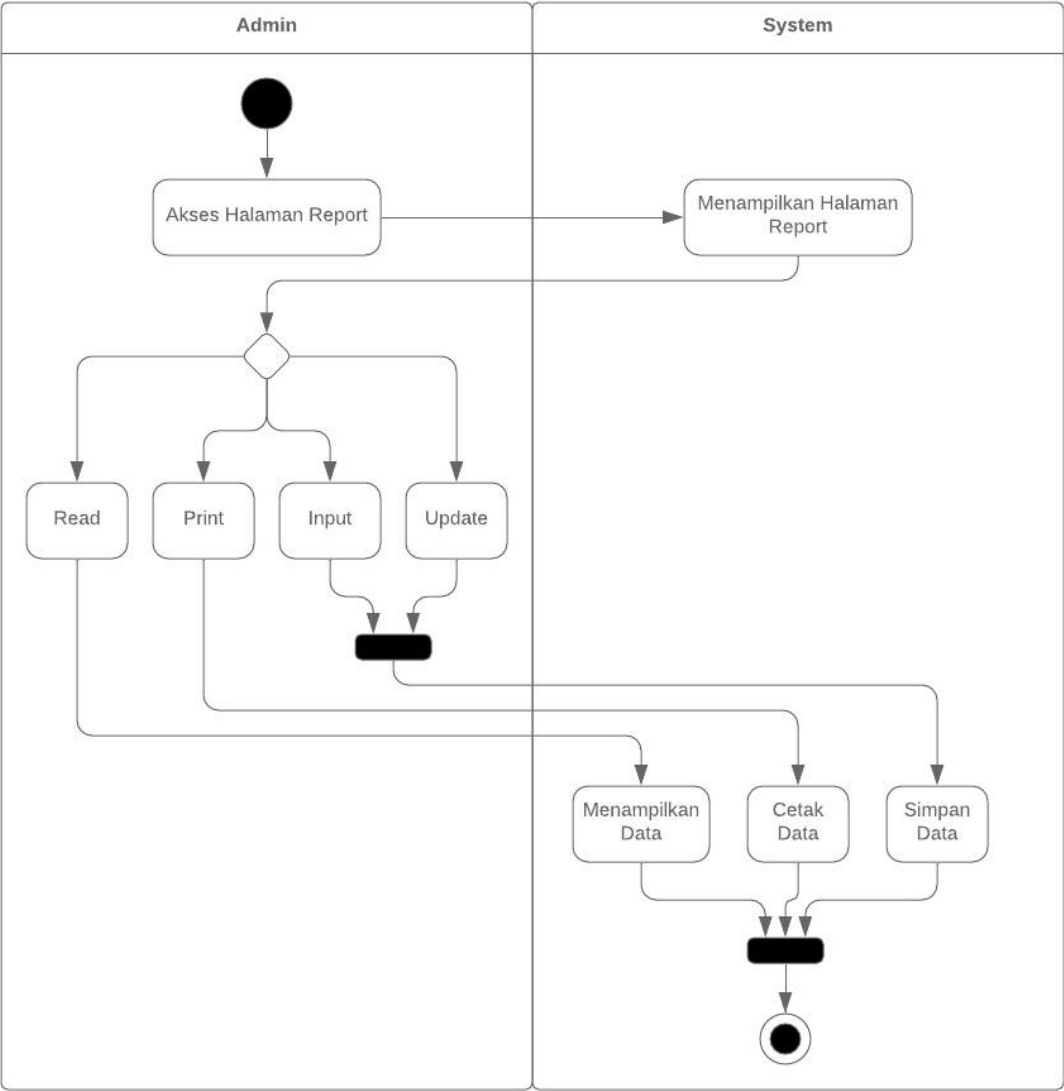 Admin
System
Akses Halaman Report
Menampilkan Halaman
Report
Read
Print
Input
Update
Menampilkan
Data
Cetak
Data
Simpan
Data